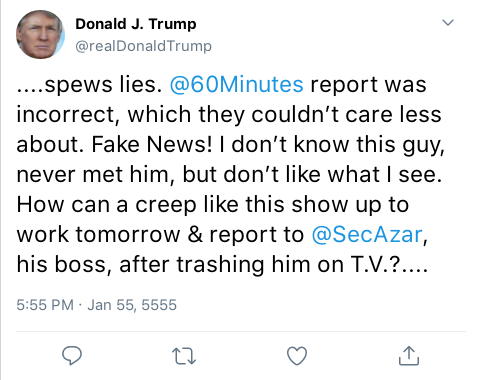 Donald J. Trump
@realDonaldTrump
....spews lies. @60Minutes report was
incorrect, which they couldn’t care less
about. Fake News! I don’t know this guy,
never met him, but don’t like what I see.
How can a creep like this show up to
work tomorrow & report to @SecAzar,
his boss, after trashing him on T.V.?....
5:55 PM · Jan 55, 5555